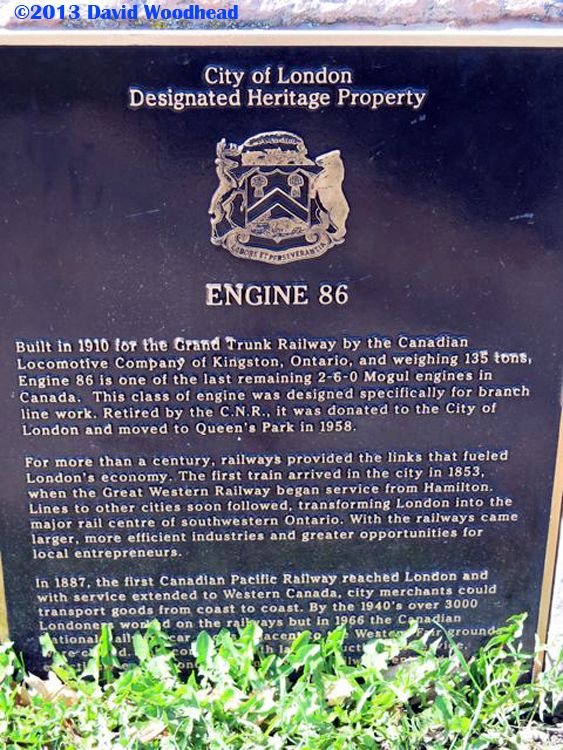 ©2013 David Woodhead
City of London
Designated Heritage Property
LABORE ET PERSEVERANTIA
ENGINE 86
Built in 1910 for the Grand Trunk Railway by the Canadian
Locomotive Company of Kingston, Ontario, and weighing 135 tons,
Engine 86 is one of the last remaining 2-6-0 Mogul engines in
Canada. This class of engine was designed specifically for branch
line work. Retired by the C.N.R., it was donated to the City of
London and moved to Queen's Park in 1958.
For more than a century, railways provided the links that fueled
London's economy. The first train arrived in the city in 1853,
when the Great Western Railway began service from Hamilton.
Lines to other cities soon followed, transforming London into the
major rail centre of southwestern Ontario. With the railways came
larger, more efficient industries and greater opportunities for
local entrepreneurs.
In 1887, the first Canadian Pacific Railway reached London and
with service extended to Western Canada, city merchants could
transport goods from coast to coast. By the 1940's over 3000
Londoners worked on the railways but in 1966 the Canadian
National car Western Fair grounds